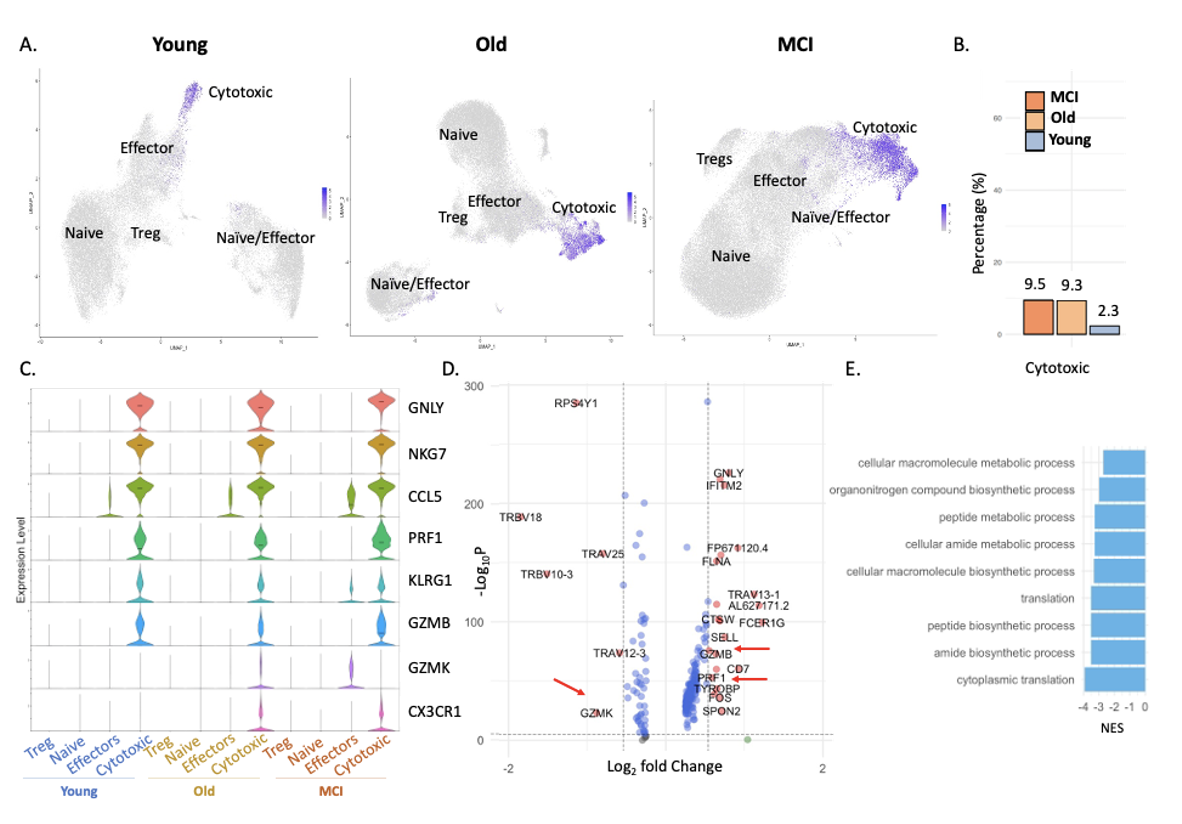 A.
Young
Old
MCI
B.
Cytotoxic
Effector
Naive
Treg
Naïve/Effector
UMAP_1
Naive
Effector
Treg
Cytotoxic
Naïve/Effector
UMAP_1
Tregs
Cytotoxic
Effector
Naïve/Effector
Naive
UMAP_1
MCI
Old
Young
Percentage (%)
60
40
20
0
9.5
9.3
2.3
Cytotoxic
C.
Expression Level
GNLY
NKG7
CCL5
PRF1
KLRG1
GZMB
GZMK
CX3CR1
Treg
Naive
Effectors
Cytotoxic
Treg
Naive
Effectors
Cytotoxic
Treg
Naive
Effectors
Cytotoxic
Young
Old
MCI
D.
-Log10P
300
200
100
0
RPS4Y1
GNLY
IFITM2
TRBV18
TRAV25
TRBV10-3
FP671120.4
FLNA
TRAV13-1
AL627171.2
CTSW
FCER1G
SELL
TRAV12-3
GZMB
CD7
PRF1
TYROBP
FOS
GZMK
SPON2
-2
2
Log2 fold Change
E.
cellular macromolecule metabolic process
organonitrogen compound biosynthetic process
peptide metabolic process
cellular amide metabolic process
cellular macromolecule biosynthetic process
translation
peptide biosynthetic process
amide biosynthetic process
cytoplasmic translation
-4 -3 -2 -1 0
NES